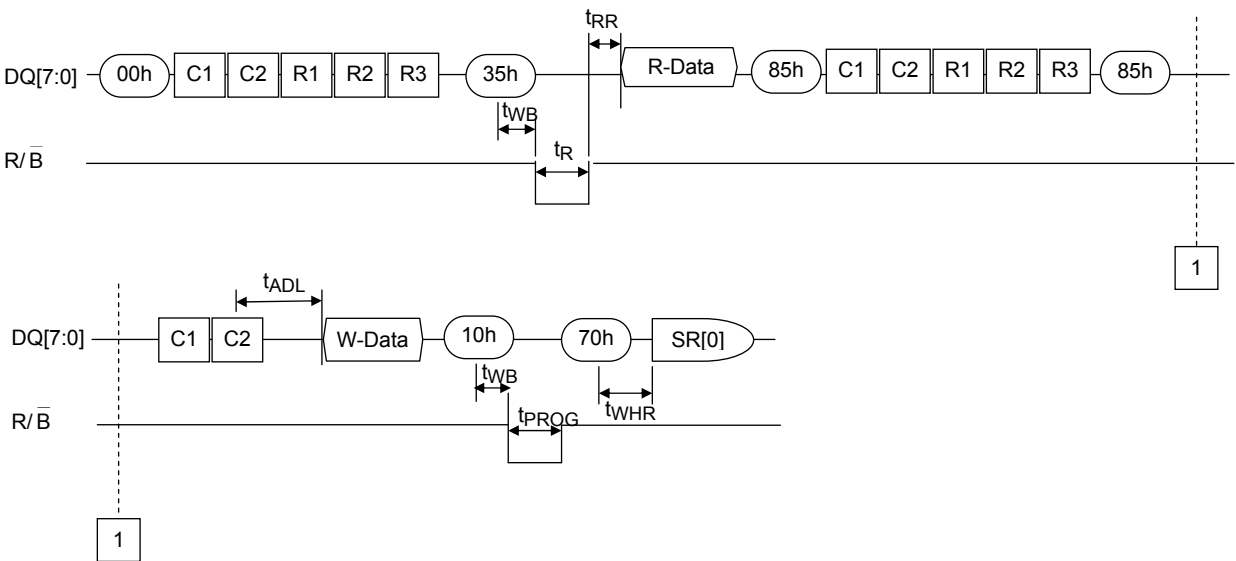 tRR
DQ[7:0] 00h C1 C2 R1 R2 R3 35h R-Data 85h C1 C2 R1 R2 R3 85h
tWB
R/B̅ tR
1
tADL
DQ[7:0] C1 C2 W-Data 10h 70h SR[0]
tWB
tWHR
R/B̅ tPROG
1